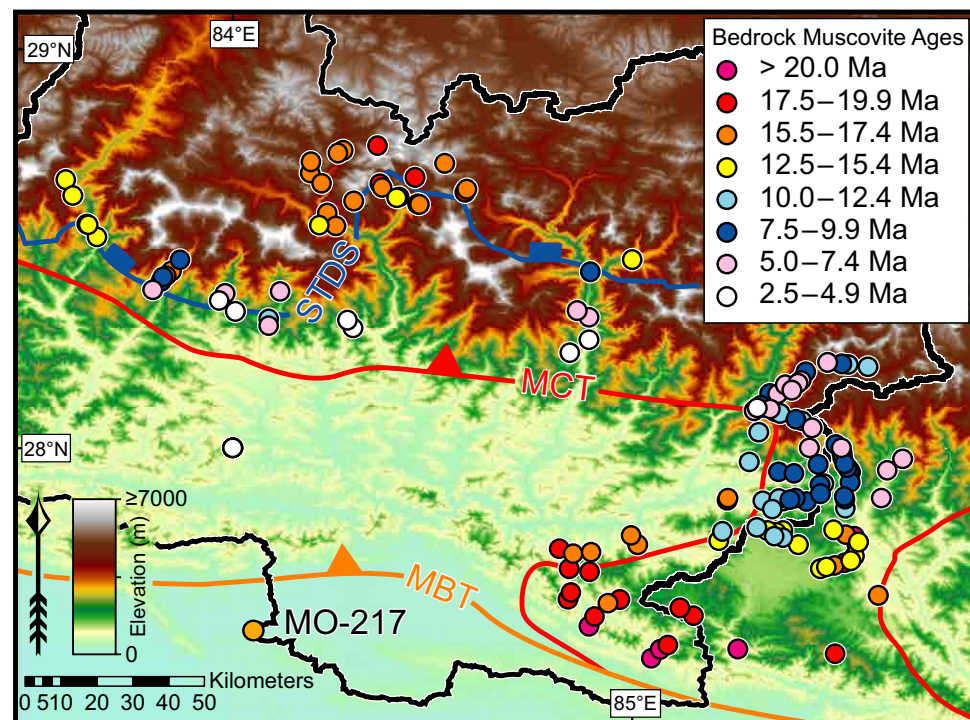 29°N
84°E
Bedrock Muscovite Ages
> 20.0 Ma
17.5–19.9 Ma
15.5–17.4 Ma
12.5–15.4 Ma
10.0–12.4 Ma
7.5–9.9 Ma
5.0–7.4 Ma
2.5–4.9 Ma
STDS
MCT
28°N
≥7000
Elevation (m)
0
MBT
MO-217
Kilometers
0 5 10 20 30 40 50
85°E